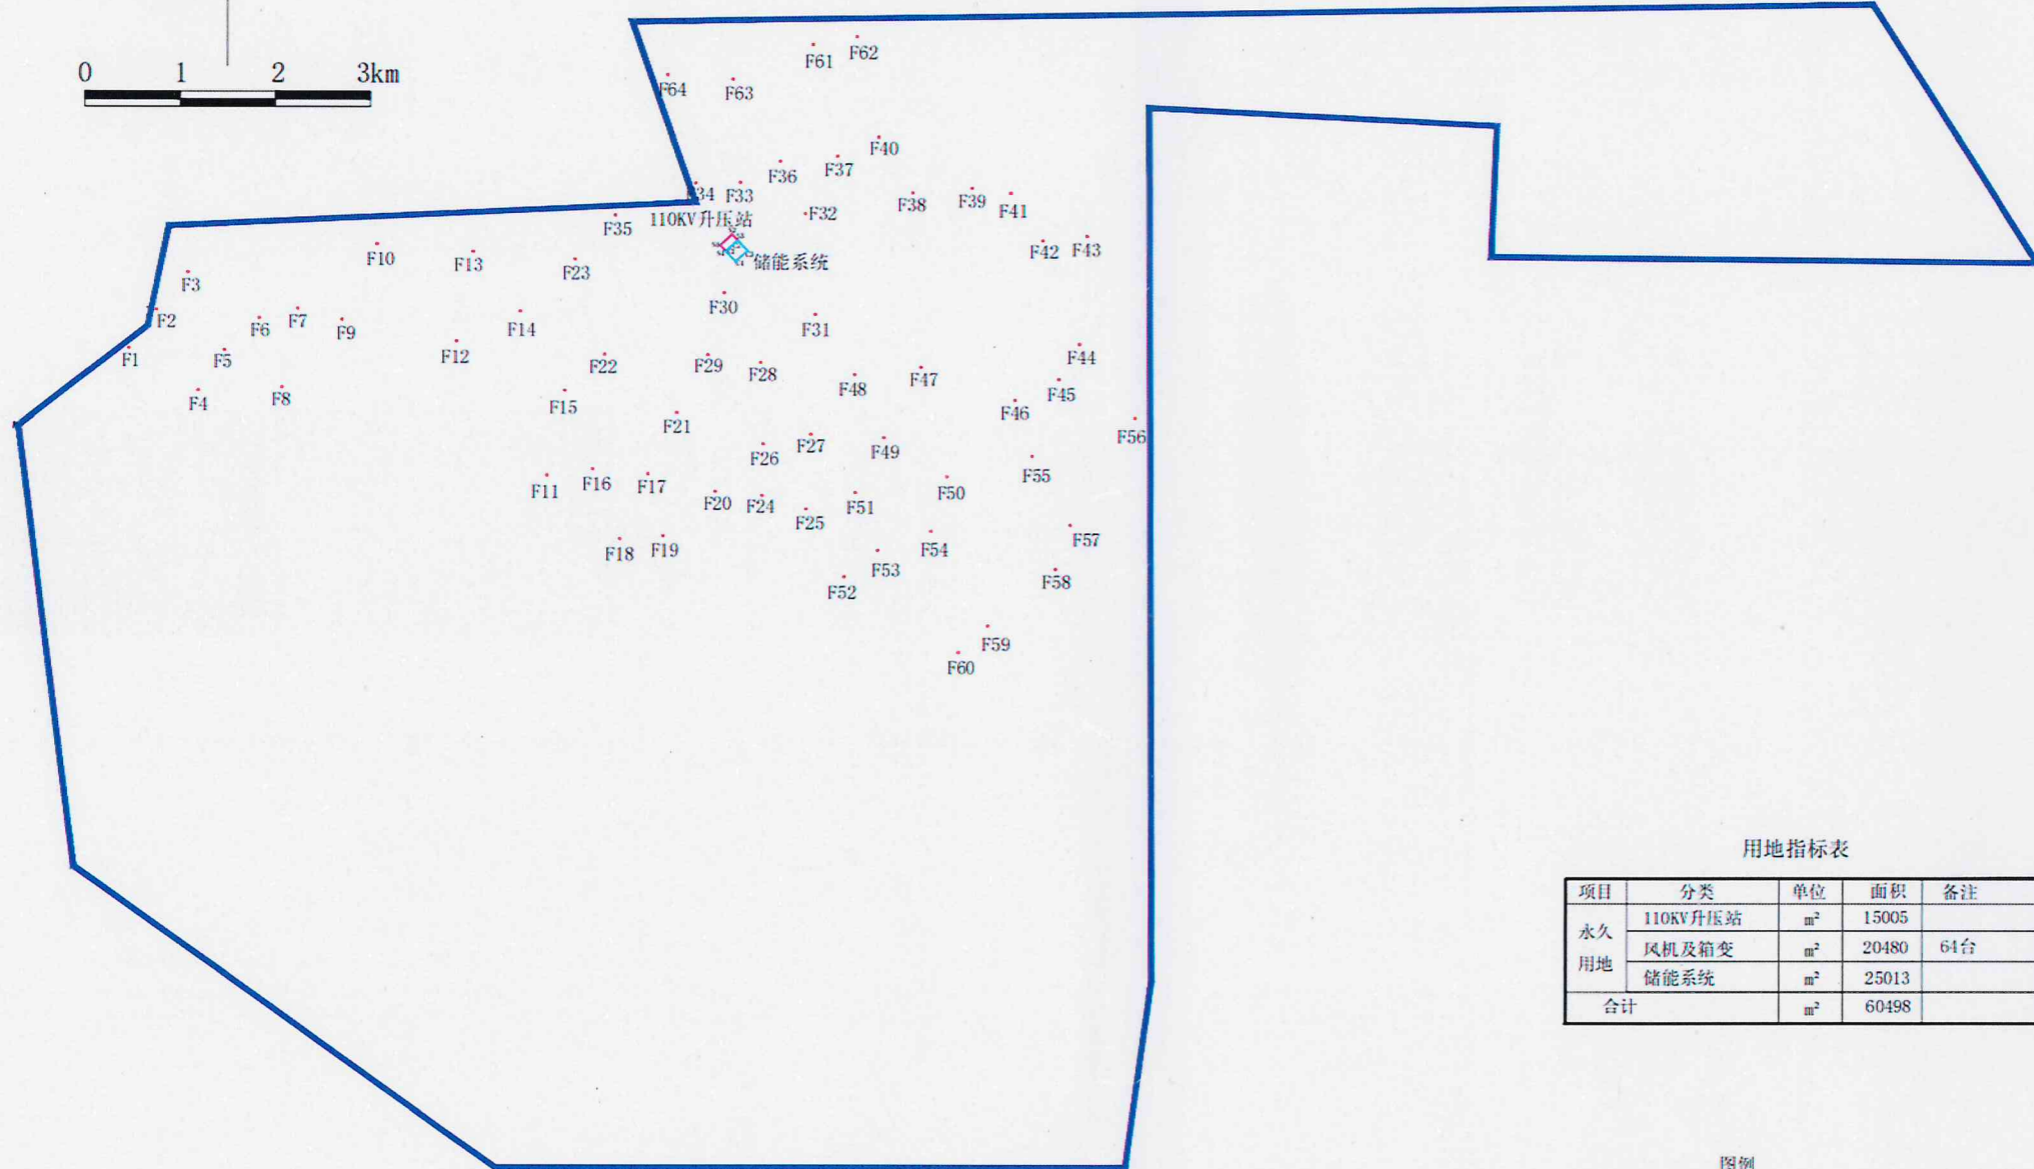 0 1 2 3km
F61 F62
F64 F63
F40
F36 F37
F34 F33 F38 F39 F41
F35 110KV升压站 F32
F10 F13 F23 储能系统 F42 F43
F3
F2 F6 F7 F9 F14 F30 F31
F1 F5 F12 F22 F29 F28 F44
F4 F8 F15 F48 F47 F45
F21 F46
F26 F27 F49 F56
F11 F16 F17 F55
F20 F24 F25 F51 F50
F18 F19 F54 F57
F52 F53 F58
F60 F59
用地指标表
项目 分类 单位 面积 备注
永久用地 110KV升压站 m² 15005
风机及箱变 m² 20480 64台
储能系统 m² 25013
合计 m² 60498
图例